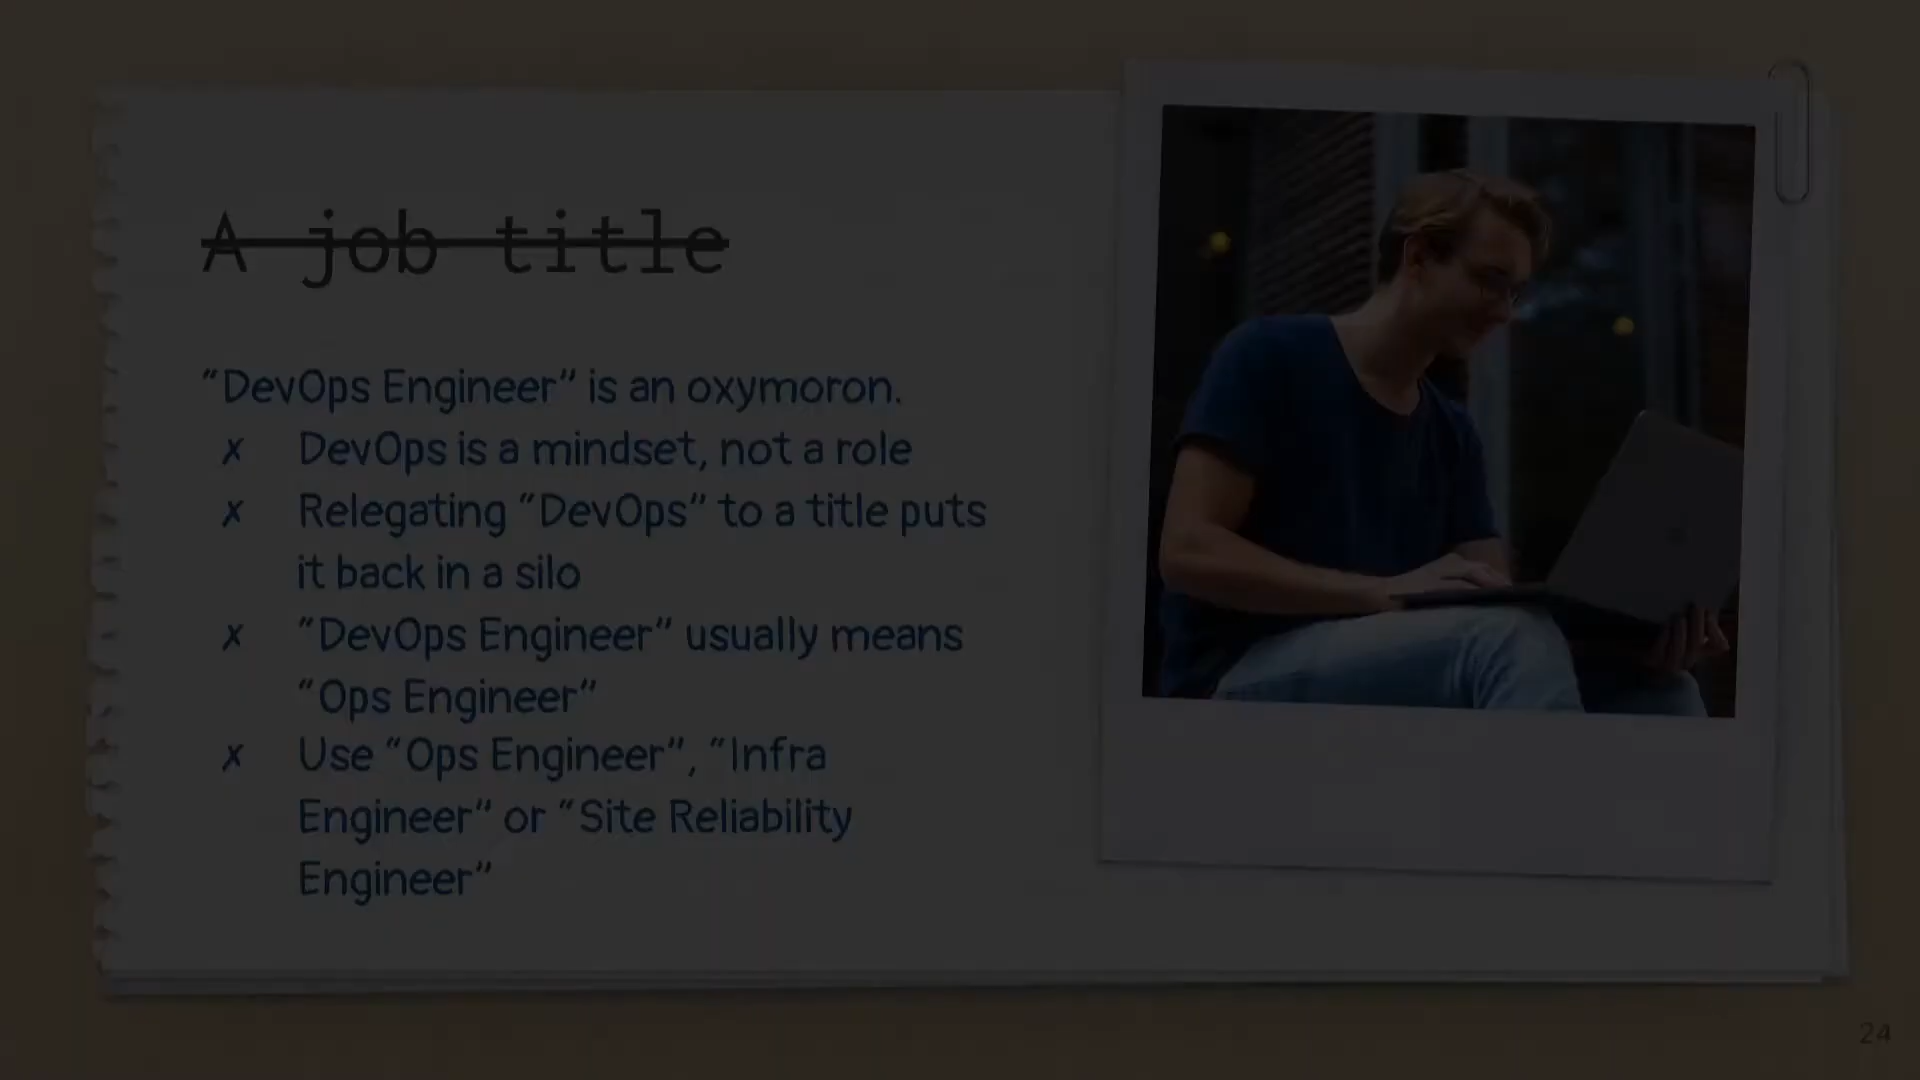 A job title
“DevOps Engineer” is an oxymoron.
✗ DevOps is a mindset, not a role
✗ Relegating “DevOps” to a title puts
it back in a silo
✗ “DevOps Engineer” usually means
“Ops Engineer”
✗ Use “Ops Engineer”, “Infra
Engineer” or “Site Reliability
Engineer”
24